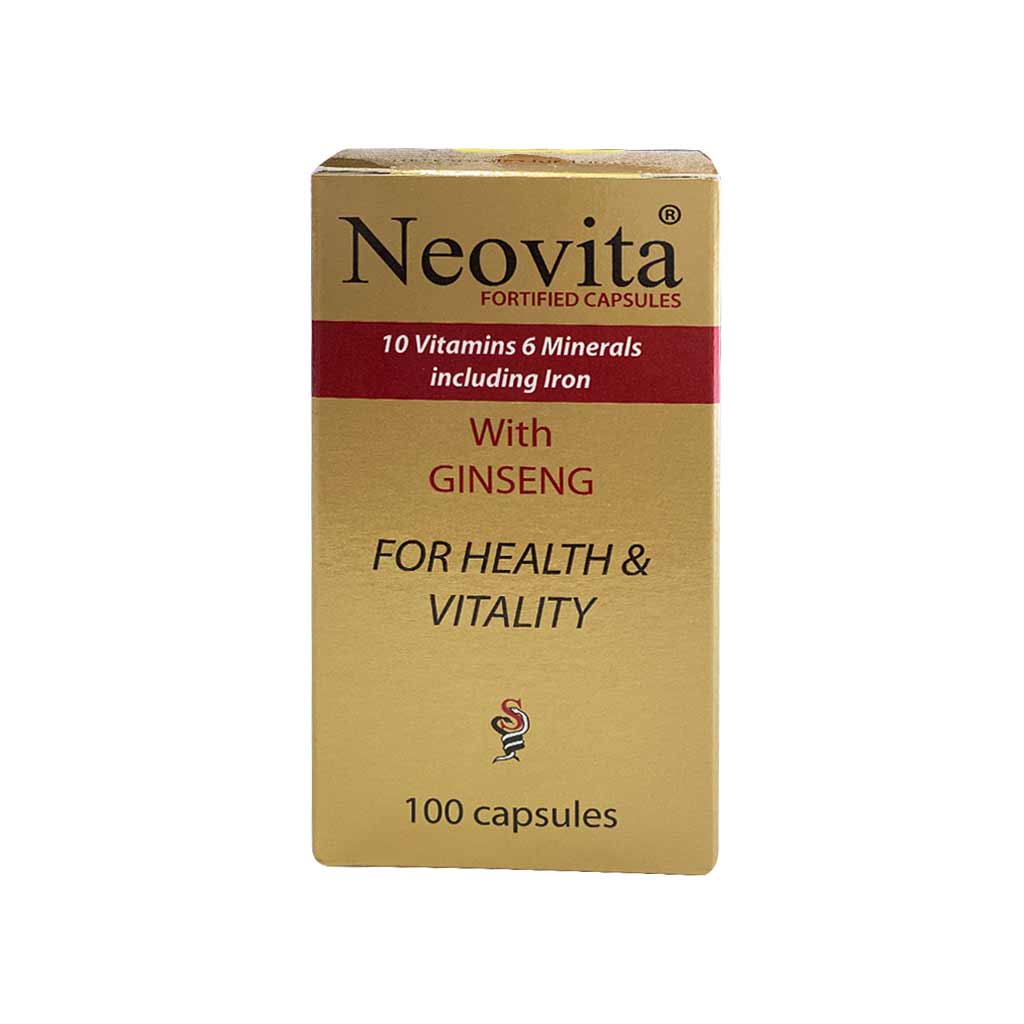 Neovita®
FORTIFIED CAPSULES
10 Vitamins 6 Minerals
including Iron
With
GINSENG
FOR HEALTH &
VITALITY
S
100 capsules